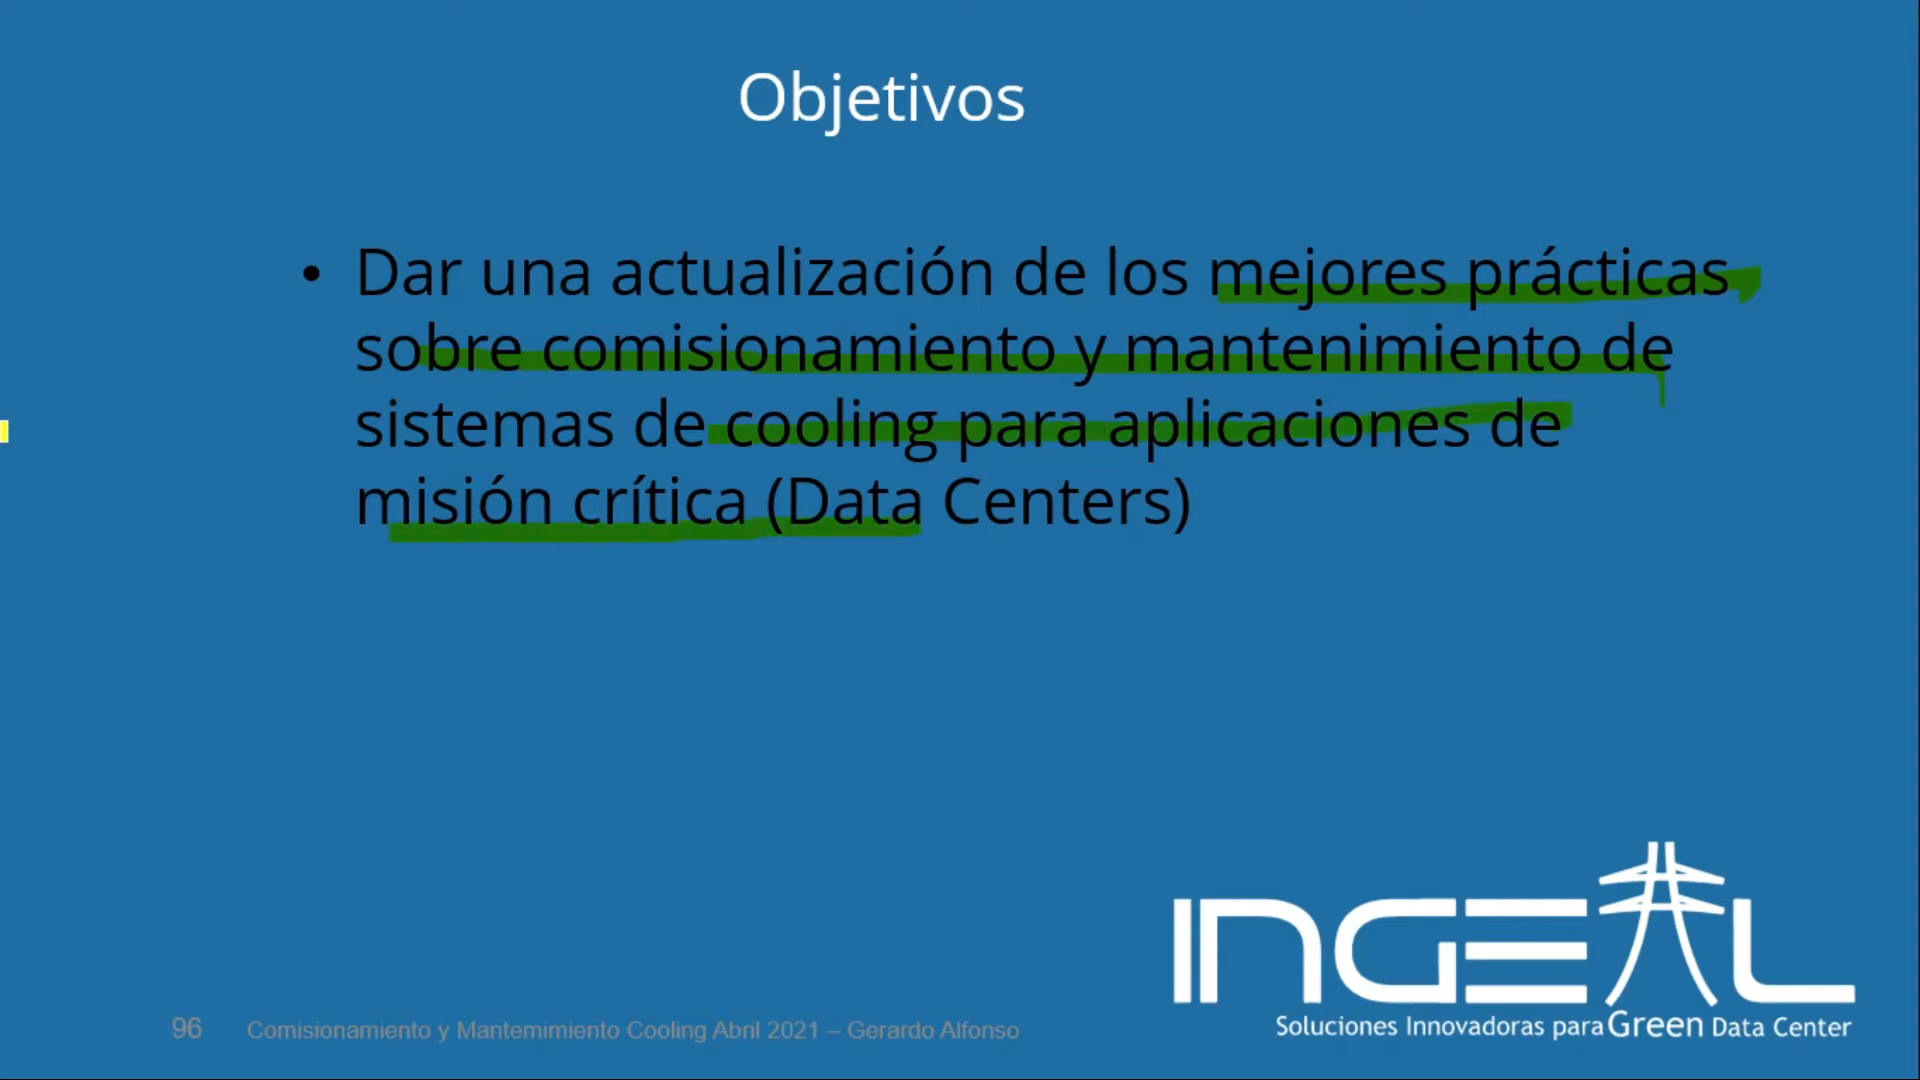 Objetivos
• Dar una actualización de los mejores prácticas
sobre comisionamiento y mantenimiento de
sistemas de cooling para aplicaciones de
misión crítica (Data Centers)
INGEAL
Soluciones Innovadoras para Green Data Center
96 Comisionamiento y Mantemimiento Cooling Abril 2021 – Gerardo Alfonso